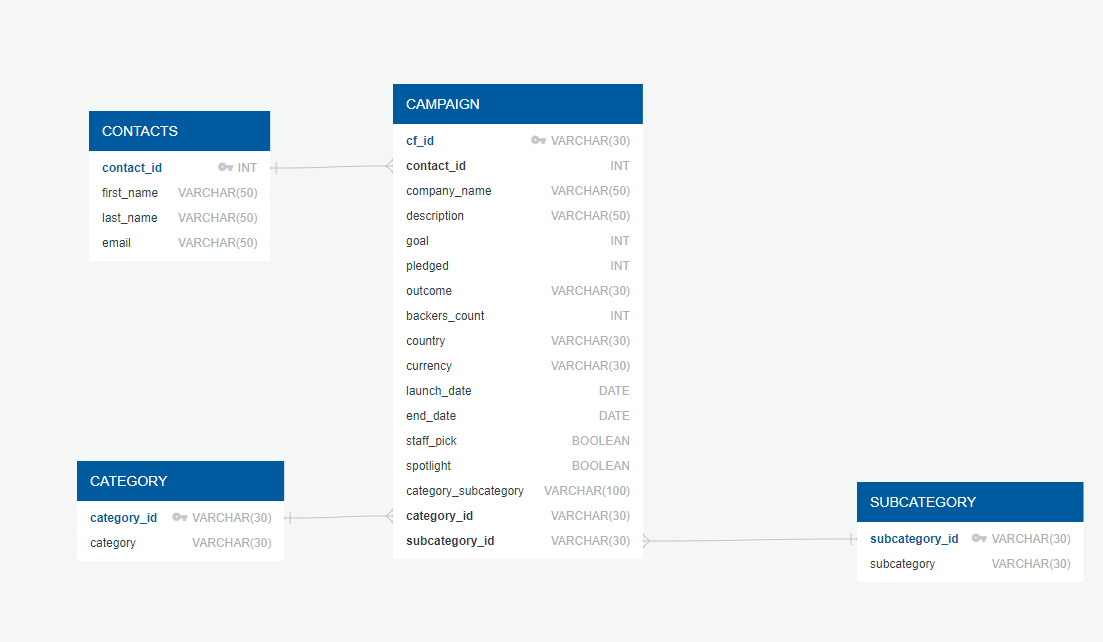 CONTACTS
contact_id INT
first_name VARCHAR(50)
last_name VARCHAR(50)
email VARCHAR(50)
CAMPAIGN
cf_id VARCHAR(30)
contact_id INT
company_name VARCHAR(50)
description VARCHAR(50)
goal INT
pledged INT
outcome VARCHAR(30)
backers_count INT
country VARCHAR(30)
currency VARCHAR(30)
launch_date DATE
end_date DATE
staff_pick BOOLEAN
spotlight BOOLEAN
category_subcategory VARCHAR(100)
category_id VARCHAR(30)
subcategory_id VARCHAR(30)
CATEGORY
category_id VARCHAR(30)
category VARCHAR(30)
SUBCATEGORY
subcategory_id VARCHAR(30)
subcategory VARCHAR(30)